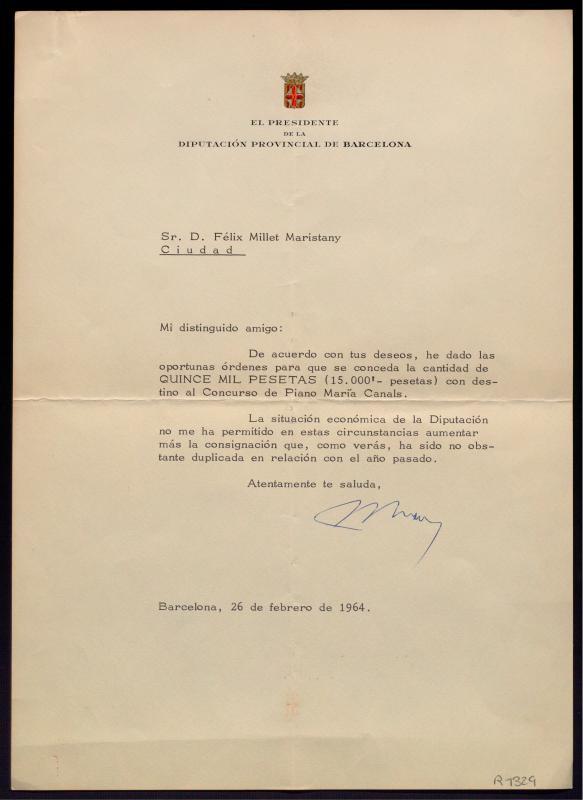 EL PRESIDENTE
DE LA
DIPUTACIÓN PROVINCIAL DE BARCELONA
Sr. D. Félix Millet Maristany
Ciudad
Mi distinguido amigo:
De acuerdo con tus deseos, he dado las
oportunas órdenes para que se conceda la cantidad de
QUINCE MIL PESETAS (15.000'- pesetas) con des-
tino al Concurso de Piano María Canals.
La situación económica de la Diputación
no me ha permitido en estas circunstancias aumentar
más la consignación que, como verás, ha sido no obs-
tante duplicada en relación con el año pasado.
Atentamente te saluda,
Barcelona, 26 de febrero de 1964.
R-7329